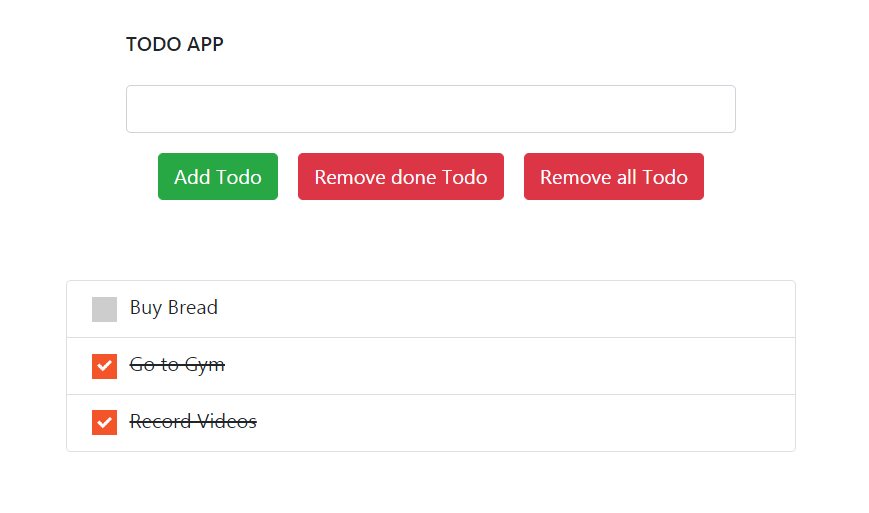 TODO APP
Add Todo Remove done Todo Remove all Todo
Buy Bread
Go to Gym
Record Videos